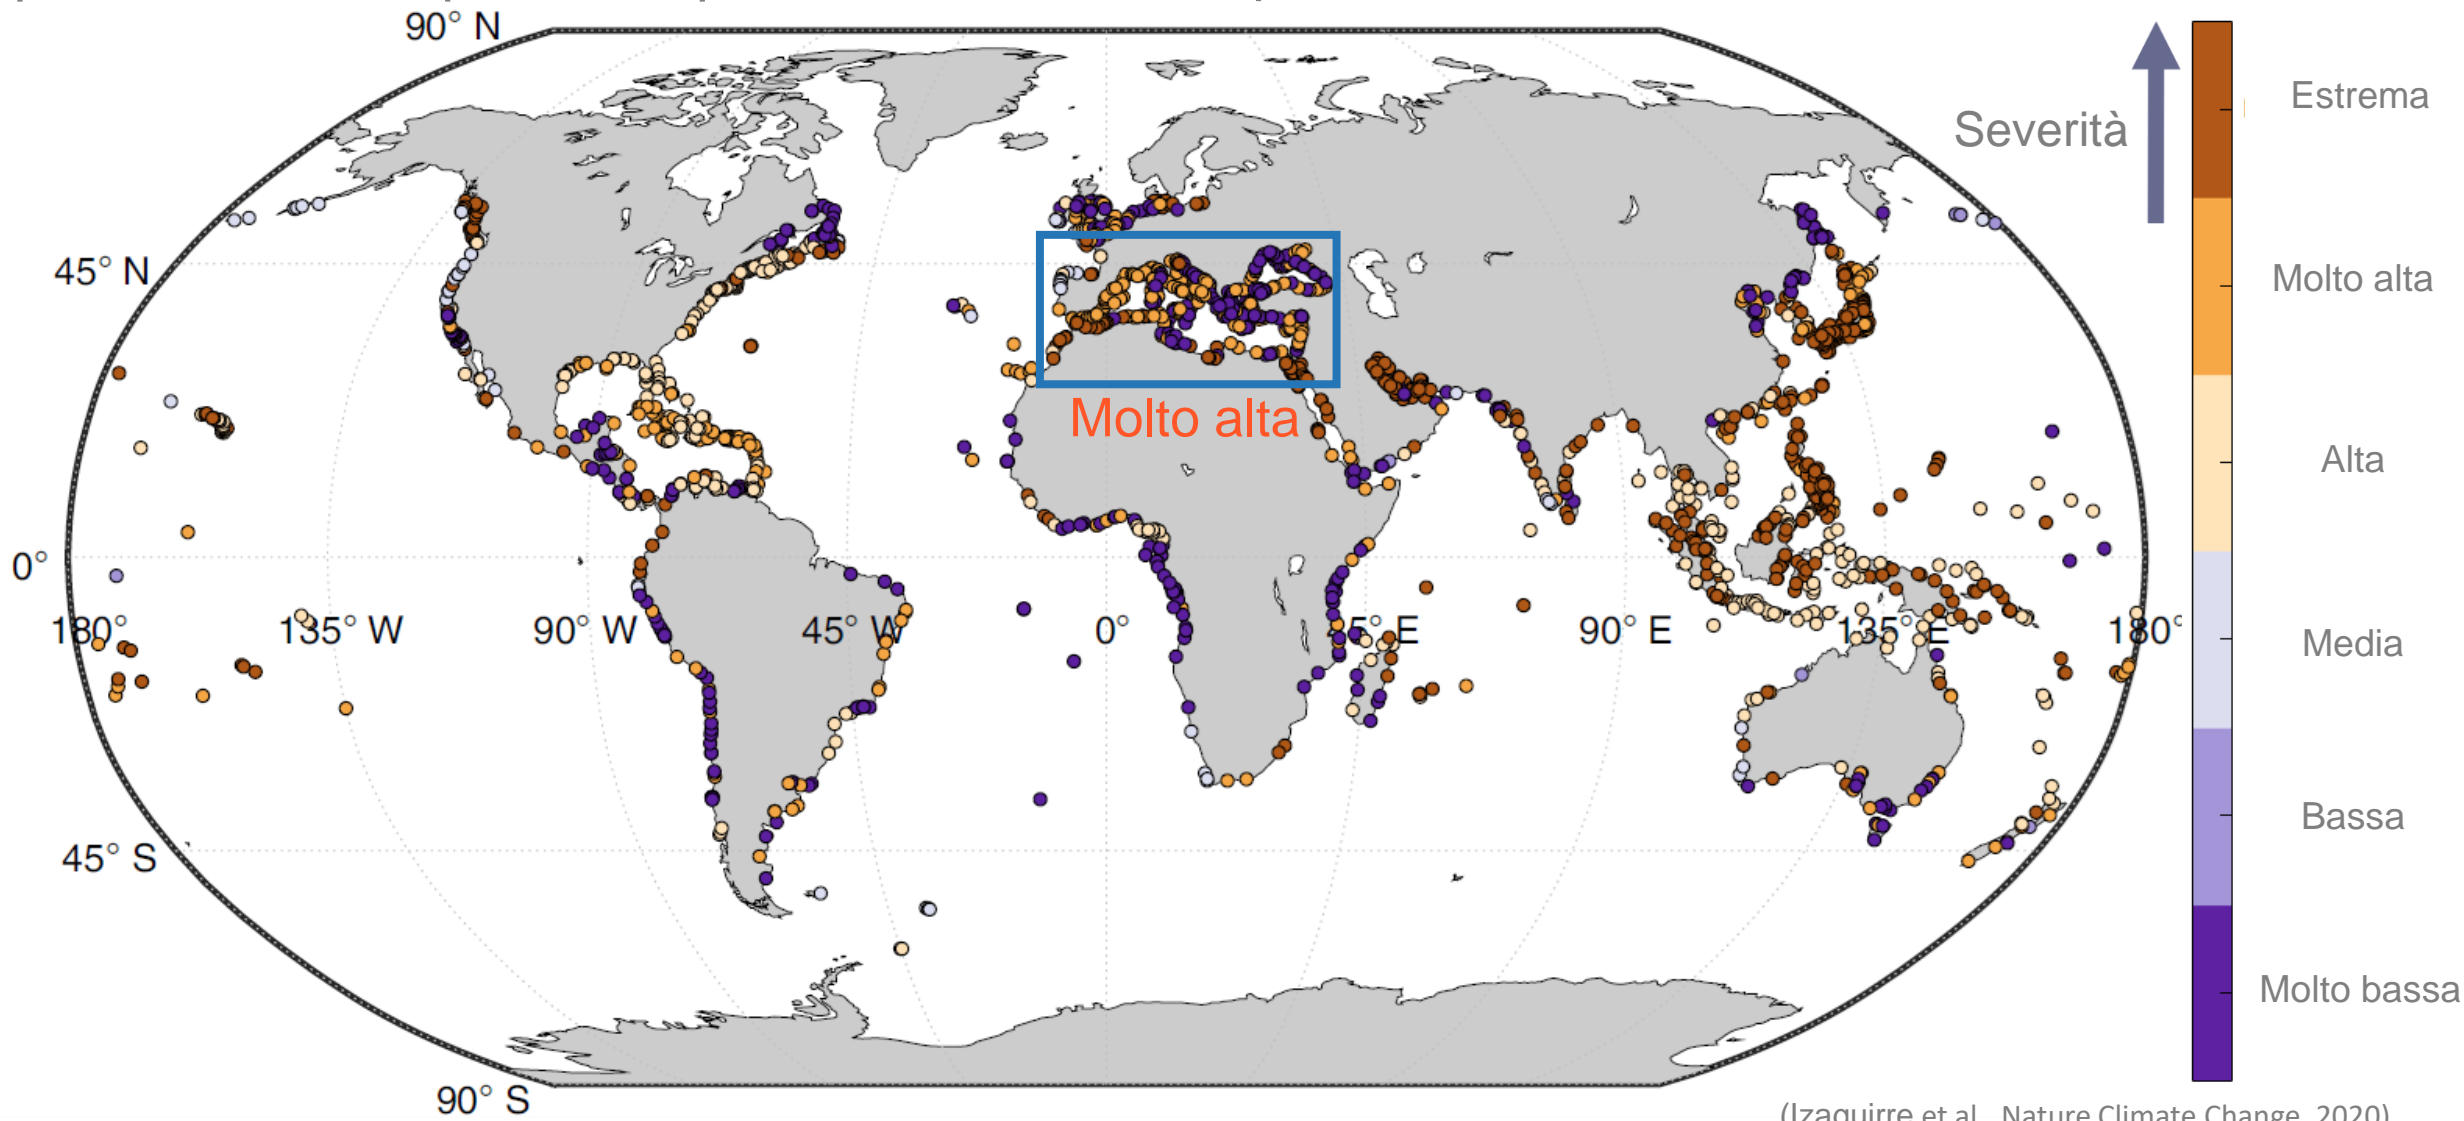 90° N
Estrema
Severità
45° N
Molto alta
Molto alta
Alta
0°
180°
135° W
90° W
45° W
0°
45° E
90° E
135° E
180°
Media
Bassa
45° S
Molto bassa
90° S
(Izaguirre et al., Nature Climate Change, 2020)